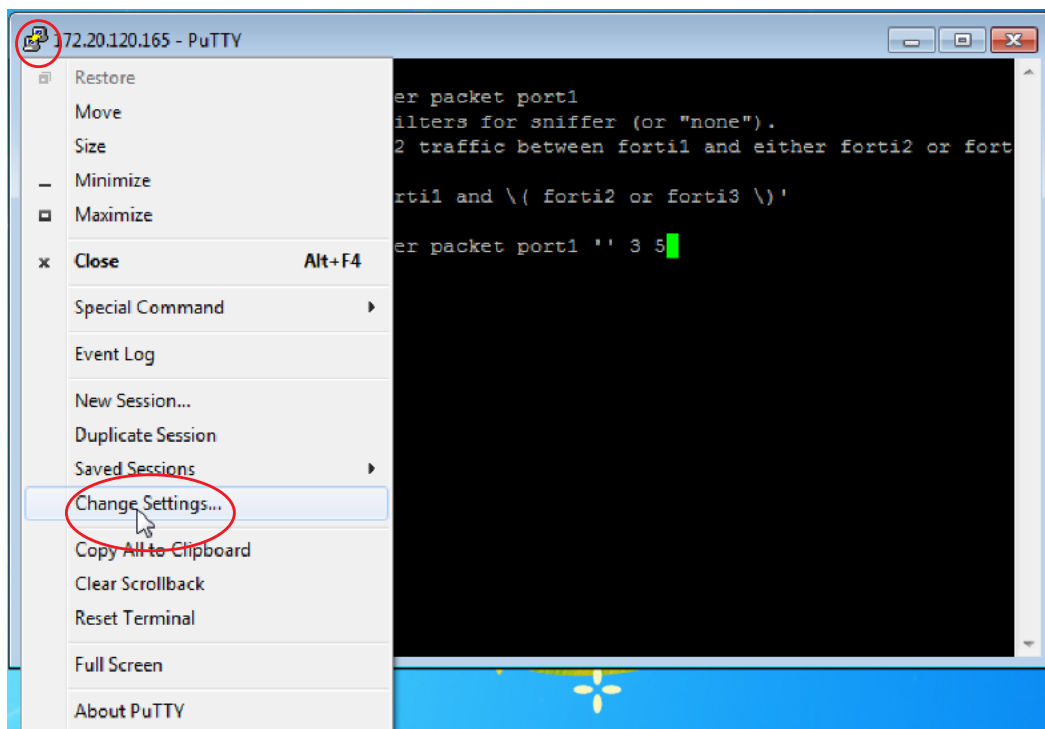 172.20.120.165 - PuTTY
Restore
Move
Size
Minimize
Maximize
Close Alt+F4
Special Command
Event Log
New Session...
Duplicate Session
Saved Sessions
Change Settings...
Copy All to Clipboard
Clear Scrollback
Reset Terminal
Full Screen
About PuTTY
er packet port1
ilters for sniffer (or "none").
2 traffic between forti1 and either forti2 or fort
rti1 and \( forti2 or forti3 \)'
er packet port1 '' 3 5